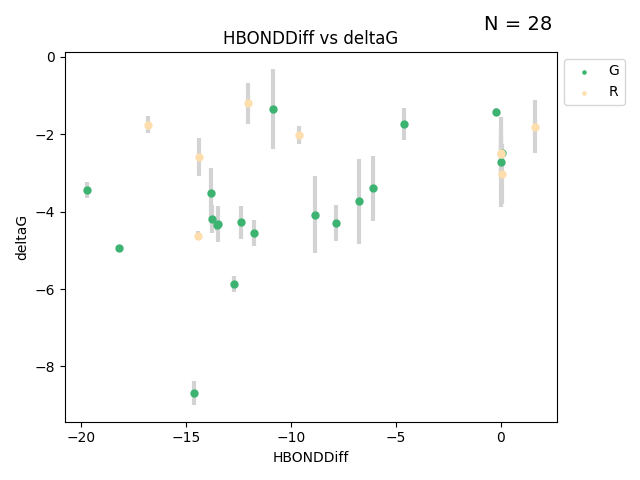 N = 28
HBONDDiff vs deltaG
G
R
0
−2
−4
−6
−8
deltaG
−20
−15
−10
−5
0
HBONDDiff